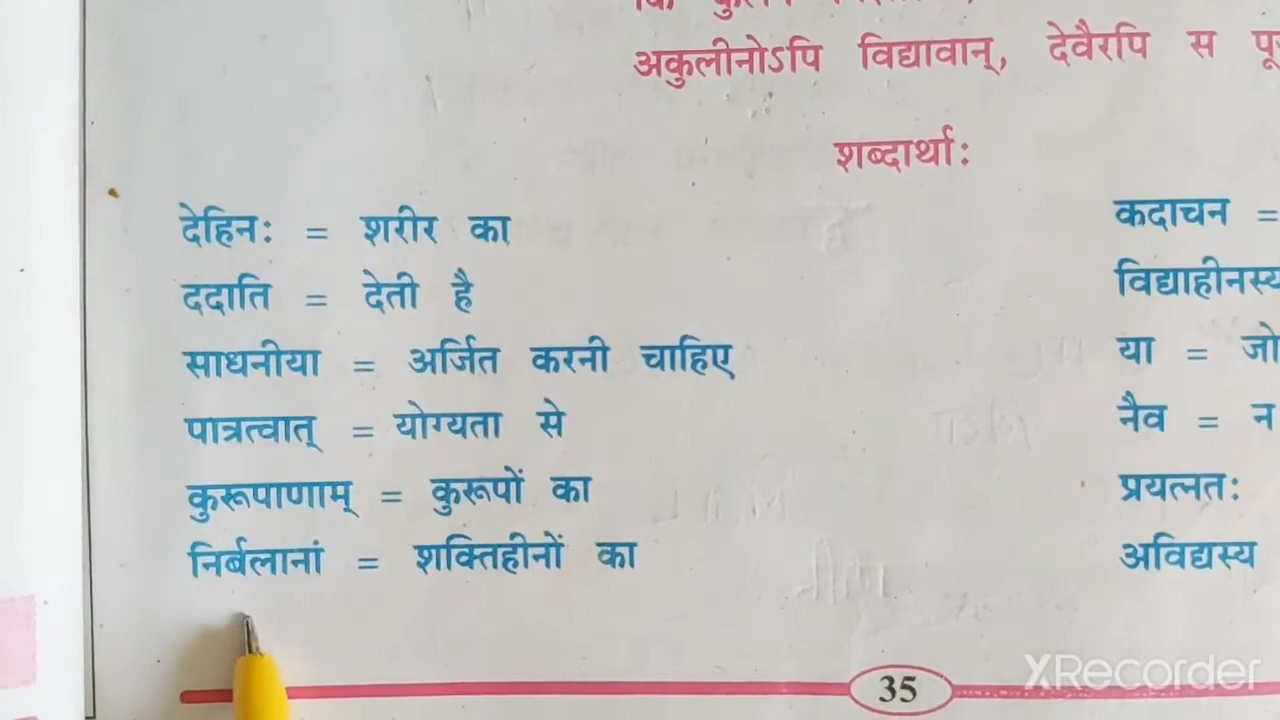 अकुलीनोऽपि विद्यावान्, देवैरपि स
शब्दार्थाः
देहिनः = शरीर का
ददाति = देती है
साधनीया = अर्जित करनी चाहिए
पात्रत्वात् = योग्यता से
कुरूपाणाम् = कुरूपों का
निर्बलानां = शक्तिहीनों का
कदाचन =
विद्याहीनस्य
या = जो
नैव = न
प्रयत्नतः
अविद्यस्य
35
XRecorder